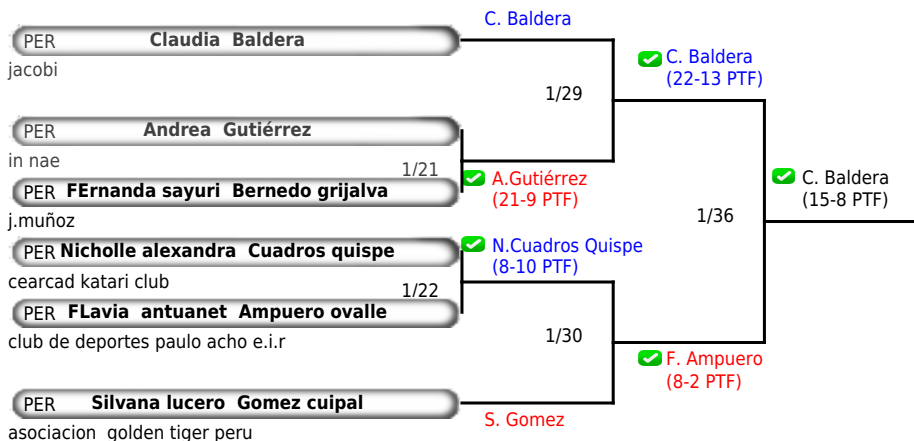 C. Baldera
PER Claudia Baldera
jacobi
C. Baldera
(22-13 PTF)
1/29
PER Andrea Gutiérrez
in nae
1/21
A.Gutiérrez
(21-9 PTF)
PER FErnanda sayuri Bernedo grijalva
j.muñoz
C. Baldera
(15-8 PTF)
1/36
PER Nicholle alexandra Cuadros quispe
cearcad katari club
N.Cuadros Quispe
(8-10 PTF)
1/22
PER FLavia antuanet Ampuero ovalle
club de deportes paulo acho e.i.r
1/30
F. Ampuero
(8-2 PTF)
PER Silvana lucero Gomez cuipal
asociacion golden tiger peru
S. Gomez